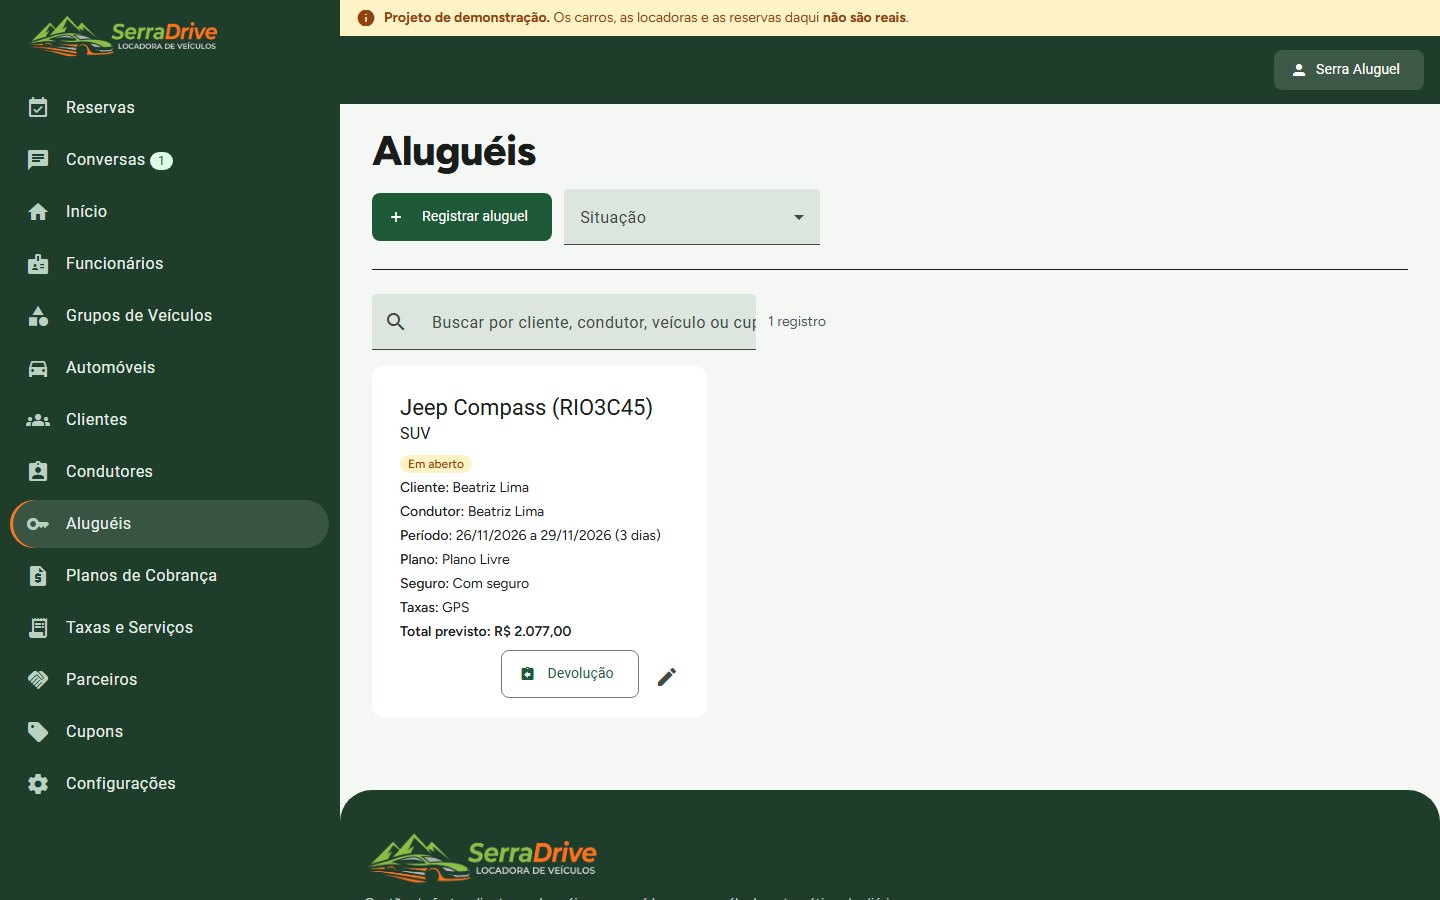 SerraDrive
LOCADORA DE VEÍCULOS
Reservas
Conversas 1
Início
Funcionários
Grupos de Veículos
Automóveis
Clientes
Condutores
Aluguéis
Planos de Cobrança
Taxas e Serviços
Parceiros
Cupons
Configurações
Projeto de demonstração. Os carros, as locadoras e as reservas daqui não são reais.
Serra Aluguel
Aluguéis
+ Registrar aluguel
Situação
Buscar por cliente, condutor, veículo ou cup
1 registro
Jeep Compass (RIO3C45)
SUV
Em aberto
Cliente: Beatriz Lima
Condutor: Beatriz Lima
Período: 26/11/2026 a 29/11/2026 (3 dias)
Plano: Plano Livre
Seguro: Com seguro
Taxas: GPS
Total previsto: R$ 2.077,00
Devolução
SerraDrive
LOCADORA DE VEÍCULOS